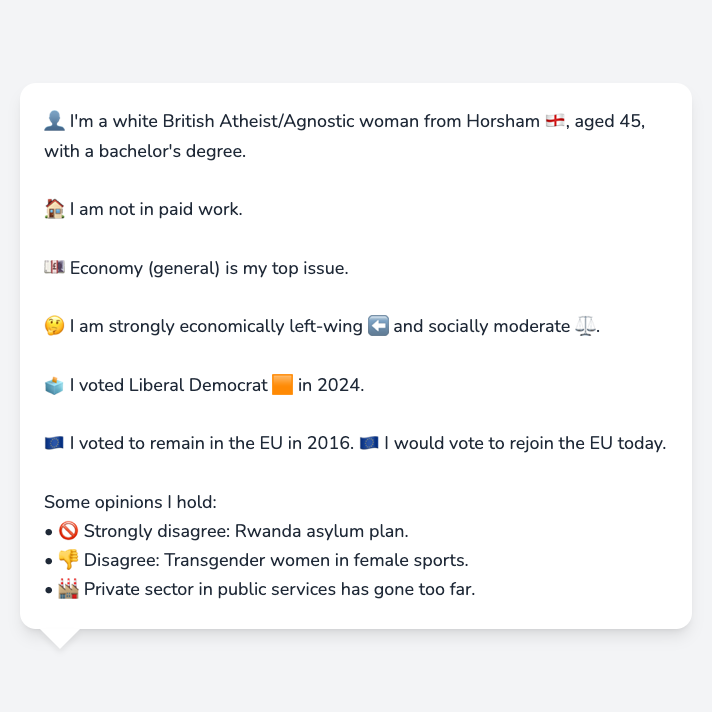 👤 I'm a white British Atheist/Agnostic woman from Horsham 🏴󠁧󠁢󠁥󠁮󠁧󠁿, aged 45,
with a bachelor's degree.
🏠 I am not in paid work.
💷 Economy (general) is my top issue.
🤔 I am strongly economically left-wing ⬅️ and socially moderate ⚖️.
🗳️ I voted Liberal Democrat 🟧 in 2024.
🇪🇺 I voted to remain in the EU in 2016. 🇪🇺 I would vote to rejoin the EU today.
Some opinions I hold:
• 🚫 Strongly disagree: Rwanda asylum plan.
• 👎 Disagree: Transgender women in female sports.
• 🏭 Private sector in public services has gone too far.